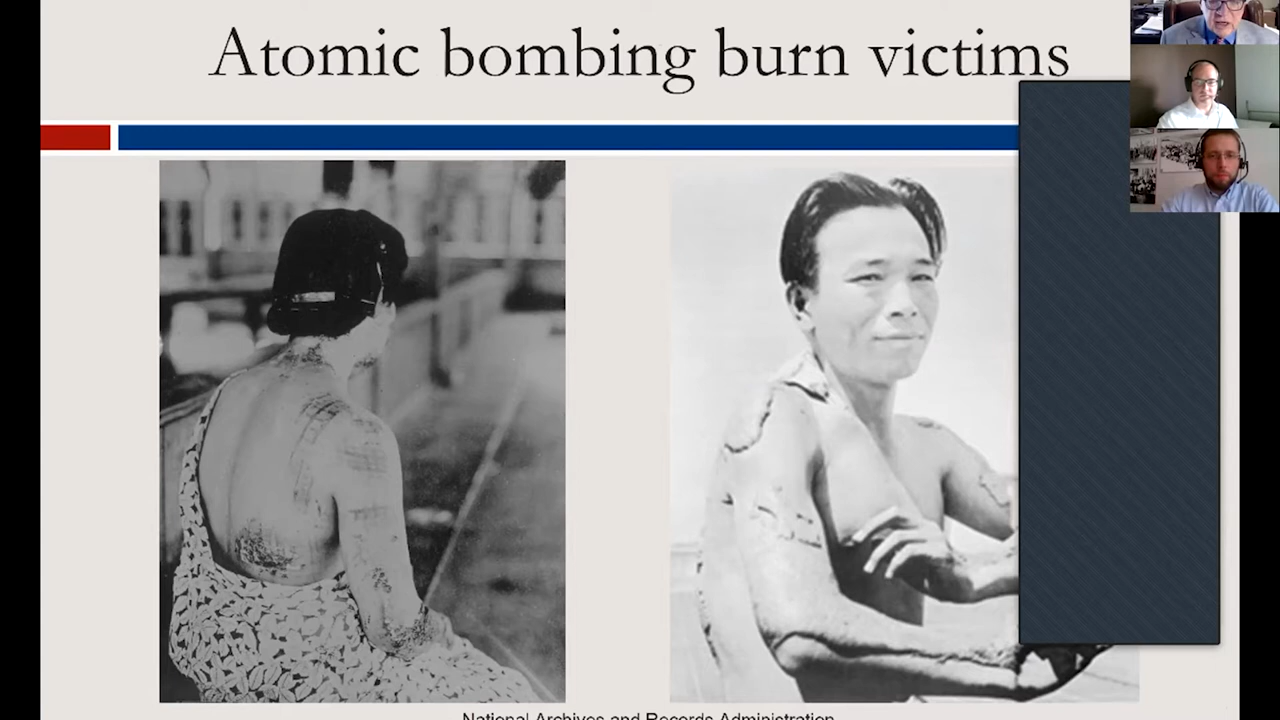 Atomic bombing burn victims
National Archives and Records Administration